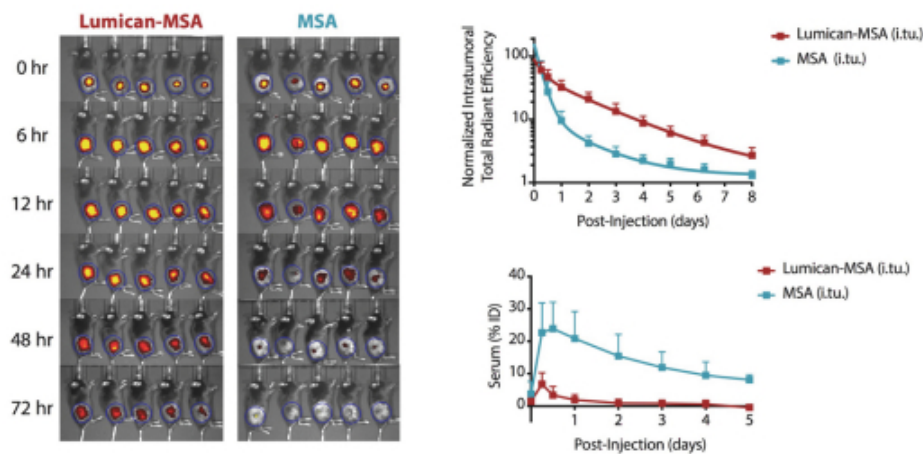 Lumican-MSA
MSA
0 hr
6 hr
12 hr
24 hr
48 hr
72 hr
Normalized Intratumoral
Total Radiant Efficiency
100
10
1
0 1 2 3 4 5 6 7 8
Post-Injection (days)
Lumican-MSA (i.tu.)
MSA (i.tu.)
Serum (% ID)
40
30
20
10
0
1 2 3 4 5
Post-Injection (days)
Lumican-MSA (i.tu.)
MSA (i.tu.)